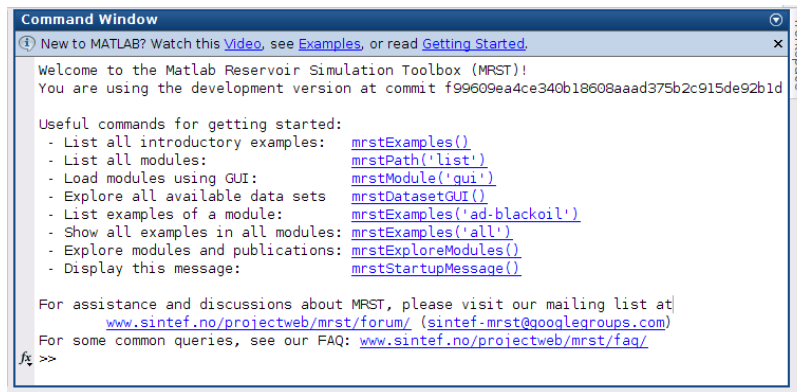 Command Window
New to MATLAB? Watch this Video, see Examples, or read Getting Started.
Welcome to the Matlab Reservoir Simulation Toolbox (MRST)!
You are using the development version at commit f99609ea4ce340b18608aaad375b2c915de92b1d
Useful commands for getting started:
- List all introductory examples: mrstExamples()
- List all modules: mrstPath('list')
- Load modules using GUI: mrstModule('gui')
- Explore all available data sets mrstDatasetGUI()
- List examples of a module: mrstExamples('ad-blackoil')
- Show all examples in all modules: mrstExamples('all')
- Explore modules and publications: mrstExploreModules()
- Display this message: mrstStartupMessage()
For assistance and discussions about MRST, please visit our mailing list at
www.sintef.no/projectweb/mrst/forum/ (sintef-mrst@googlegroups.com)
For some common queries, see our FAQ: www.sintef.no/projectweb/mrst/faq/
fx >>